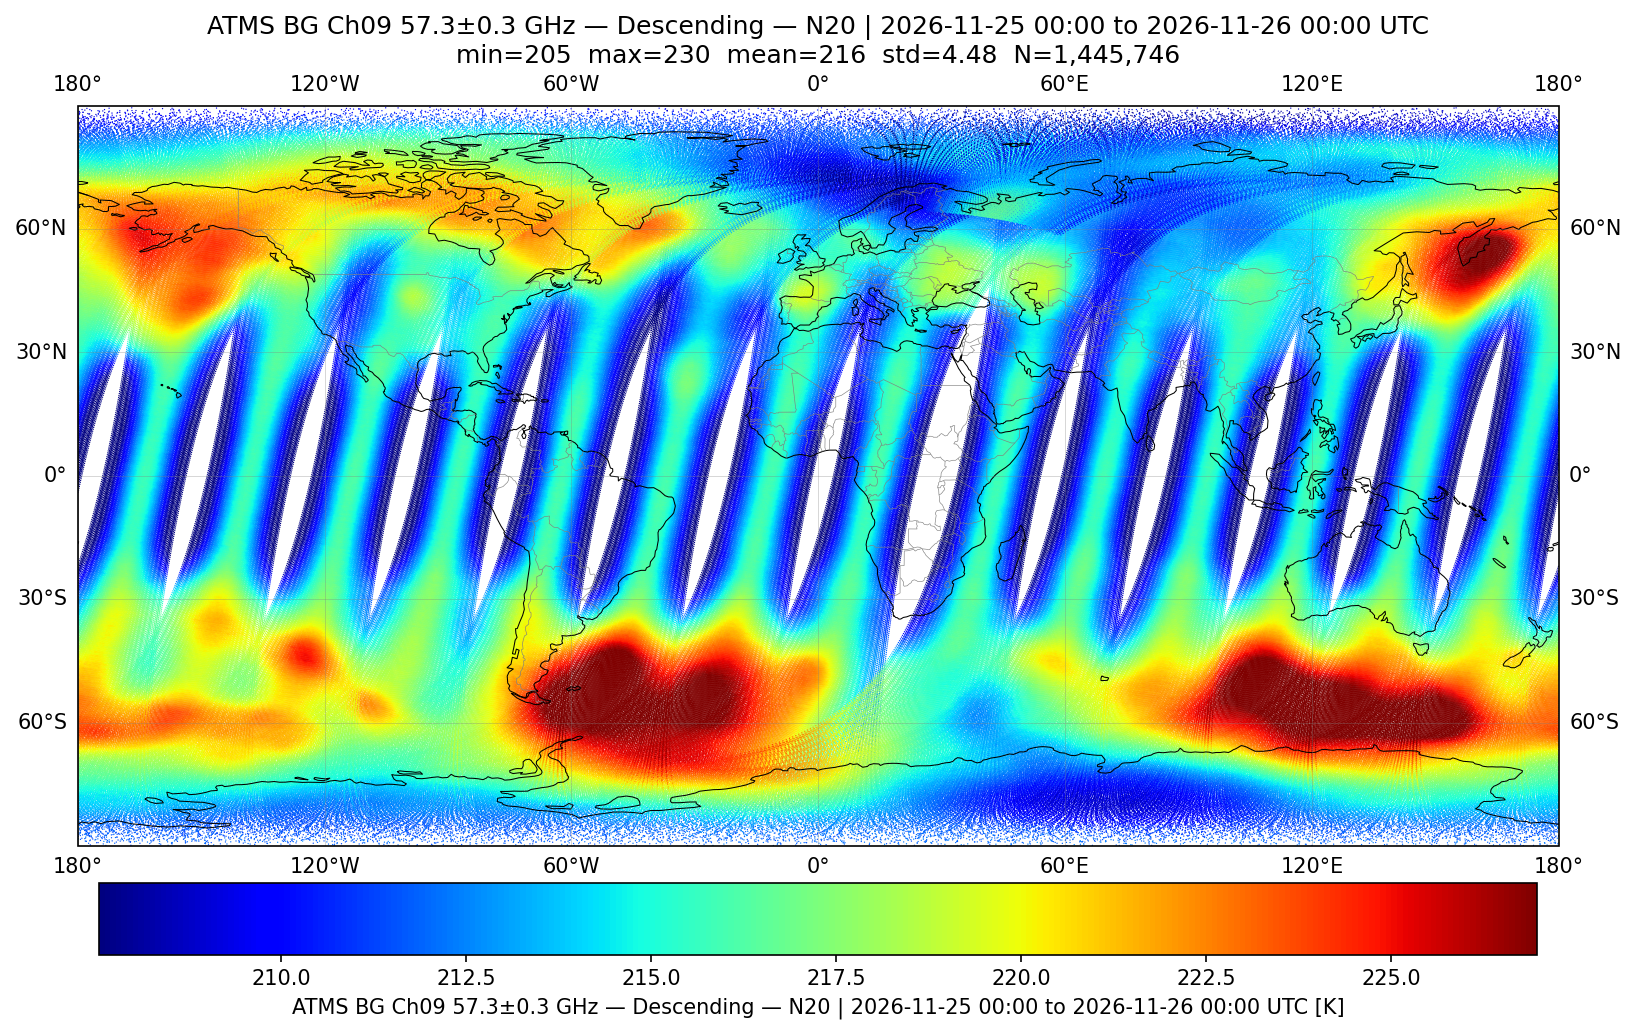 ATMS BG Ch09 57.3±0.3 GHz — Descending — N20 | 2026-11-25 00:00 to 2026-11-26 00:00 UTC
min=205 max=230 mean=216 std=4.48 N=1,445,746
180° 120°W 60°W 0° 60°E 120°E 180°
60°N 60°N
30°N 30°N
0° 0°
30°S 30°S
60°S 60°S
180° 120°W 60°W 0° 60°E 120°E 180°
210.0 212.5 215.0 217.5 220.0 222.5 225.0
ATMS BG Ch09 57.3±0.3 GHz — Descending — N20 | 2026-11-25 00:00 to 2026-11-26 00:00 UTC [K]